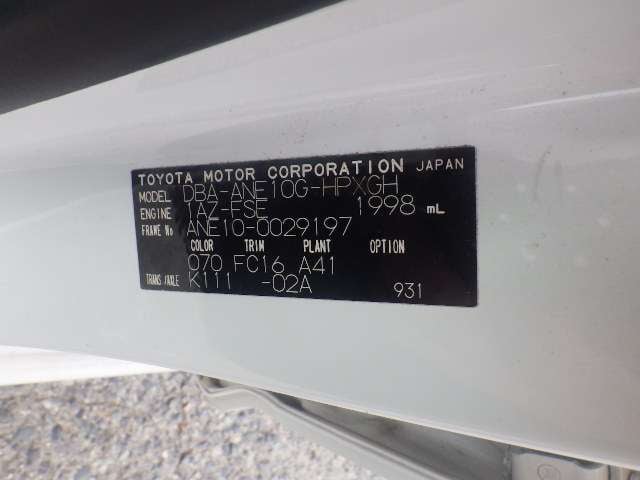 TOYOTA MOTOR CORPORATION JAPAN
MODEL DBA-ANE10G-HPXGH
ENGINE 1AZ-FSE 1998 mL
FRAME No ANE10-0029197
COLOR TRIM PLANT OPTION
070 FC16 A41
TRANS./AXLE K111 -02A 931